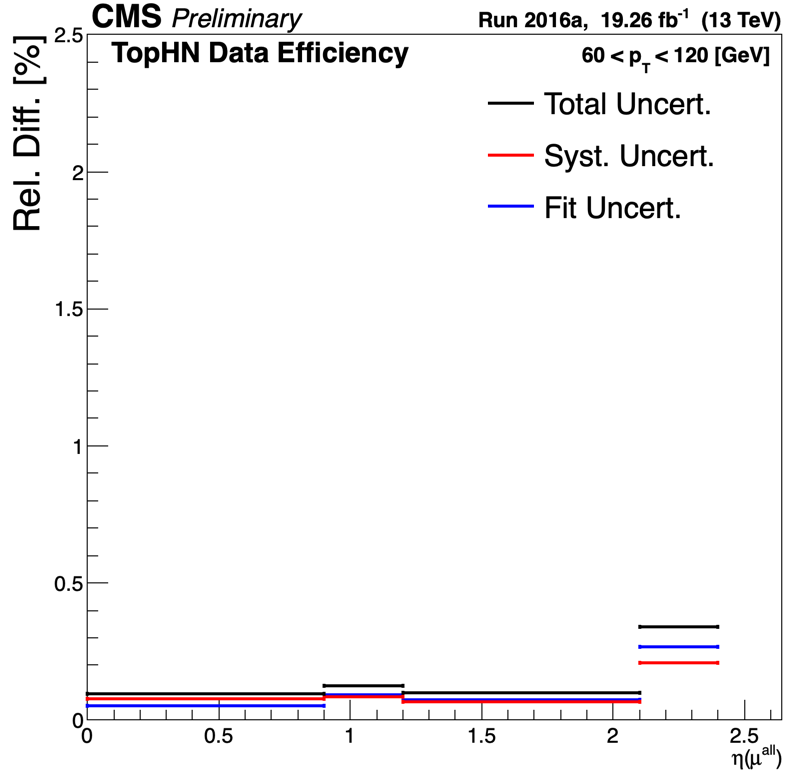 CMS Preliminary
Run 2016a, 19.26 fb⁻¹ (13 TeV)
TopHN Data Efficiency
60 < p_T < 120 [GeV]
Total Uncert.
Syst. Uncert.
Fit Uncert.
Rel. Diff. [%]
2.5
2
1.5
1
0.5
0
0 0.5 1 1.5 2 2.5
η(μ^all)